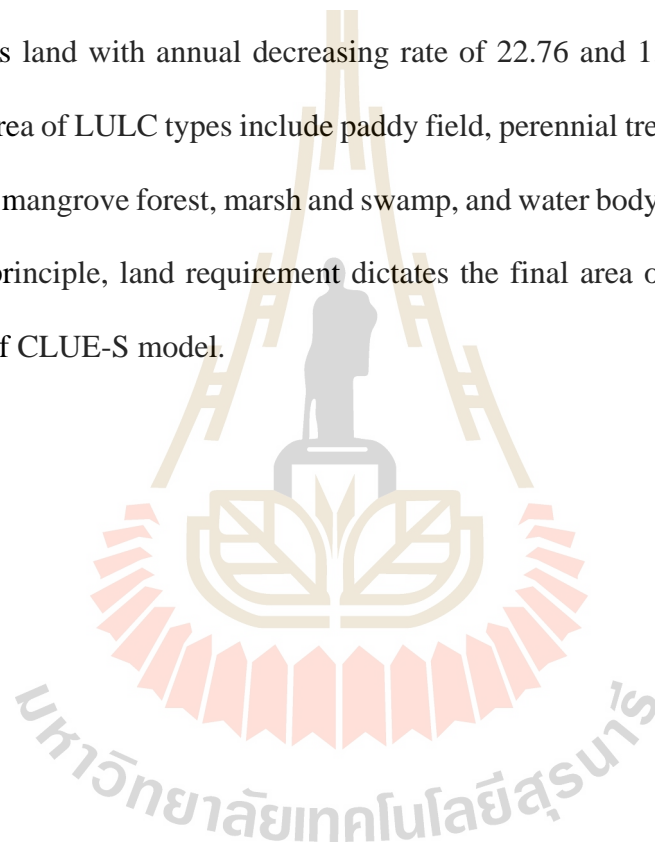 s land with annual decreasing rate of 22.76 and 1
rea of LULC types include paddy field, perennial tre
mangrove forest, marsh and swamp, and water body
principle, land requirement dictates the final area o
f CLUE-S model.
มหาวิทยาลัยเทคโนโลยีสุรนารี